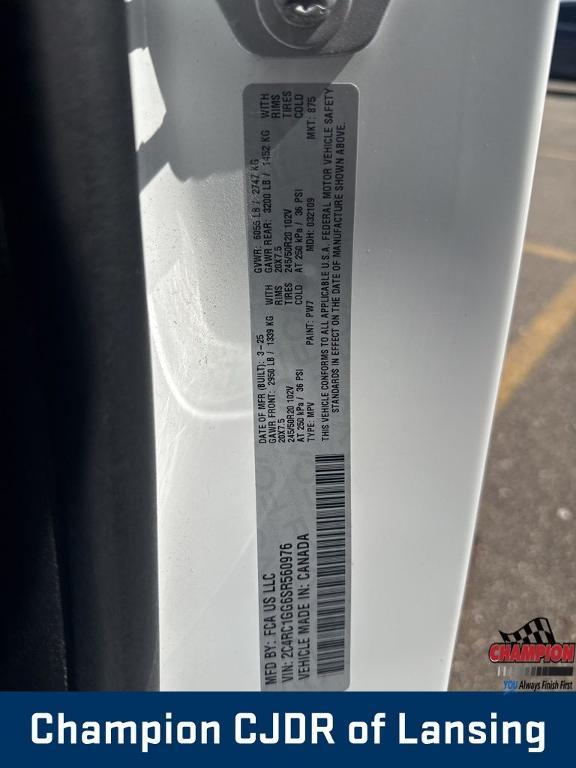 MFD BY: FCA US LLC
VIN: 2C4RC1GG6SR560976
VEHICLE MADE IN: CANADA
DATE OF MFR (BUILT): 3-25
GAWR FRONT: 2950 LB / 1339 KG WITH
20X7.5 RIMS
245/50R20 102V TIRES
AT 250 kPa / 36 PSI COLD
TYPE: MPV PAINT: PW7
GVWR: 6055 LB / 2747 KG
GAWR REAR: 3200 LB / 1452 KG WITH
20X7.5 RIMS
245/50R20 102V TIRES
AT 250 kPa / 36 PSI COLD
MDH: 032109 MKT: 875
THIS VEHICLE CONFORMS TO ALL APPLICABLE U.S.A. FEDERAL MOTOR VEHICLE SAFETY
STANDARDS IN EFFECT ON THE DATE OF MANUFACTURE SHOWN ABOVE.
CHAMPION
YOU Always Finish First
Champion CJDR of Lansing